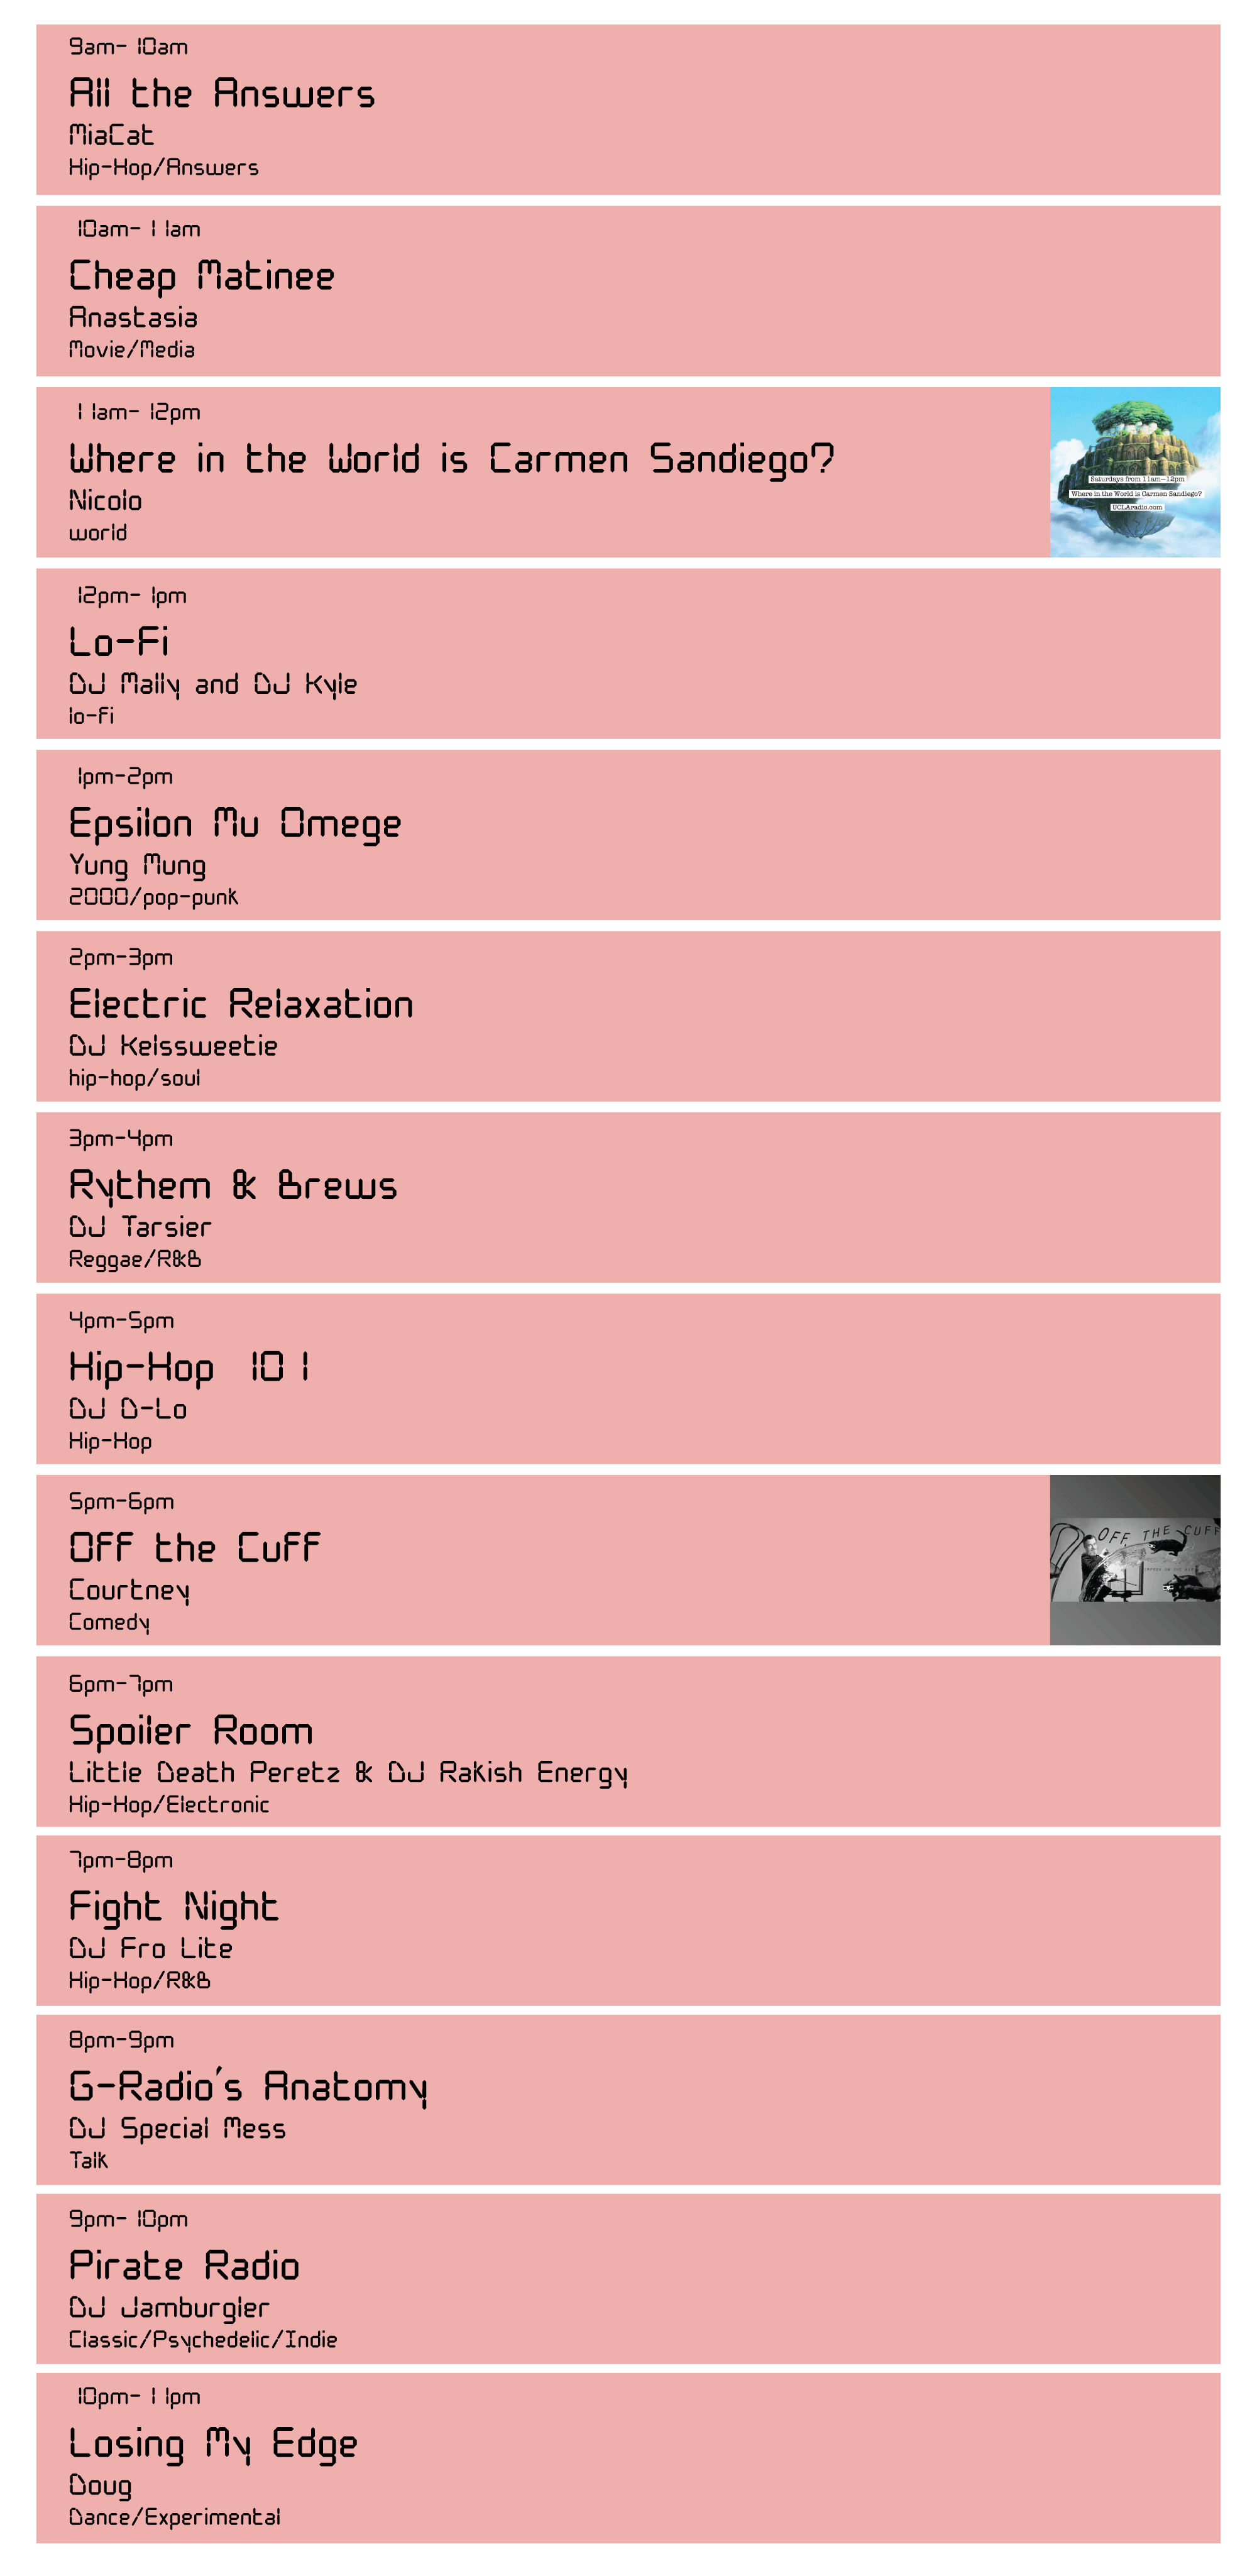 9am-10am
All the Answers
MiaCat
Hip-Hop/Answers
10am-11am
Cheap Matinee
Anastasia
Movie/Media
11am-12pm
Where in the World is Carmen Sandiego?
Nicolo
world
Saturdays from 11am-12pm
Where in the World is Carmen Sandiego?
UCLAradio.com
12pm-1pm
Lo-Fi
DJ Mally and DJ Kyle
lo-fi
1pm-2pm
Epsilon Mu Omege
Yung Mung
2000/pop-punk
2pm-3pm
Electric Relaxation
DJ Kelssweetie
hip-hop/soul
3pm-4pm
Rythem & Brews
DJ Tarsier
Reggae/R&B
4pm-5pm
Hip-Hop 101
DJ D-Lo
Hip-Hop
5pm-6pm
Off the Cuff
Courtney
Comedy
OFF THE CUFF
6pm-7pm
Spoiler Room
Little Death Peretz & DJ Rakish Energy
Hip-Hop/Electronic
7pm-8pm
Fight Night
DJ Fro Lite
Hip-Hop/R&B
8pm-9pm
G-Radio's Anatomy
DJ Special Mess
Talk
9pm-10pm
Pirate Radio
DJ Jamburgler
Classic/Psychedelic/Indie
10pm-11pm
Losing My Edge
Doug
Dance/Experimental